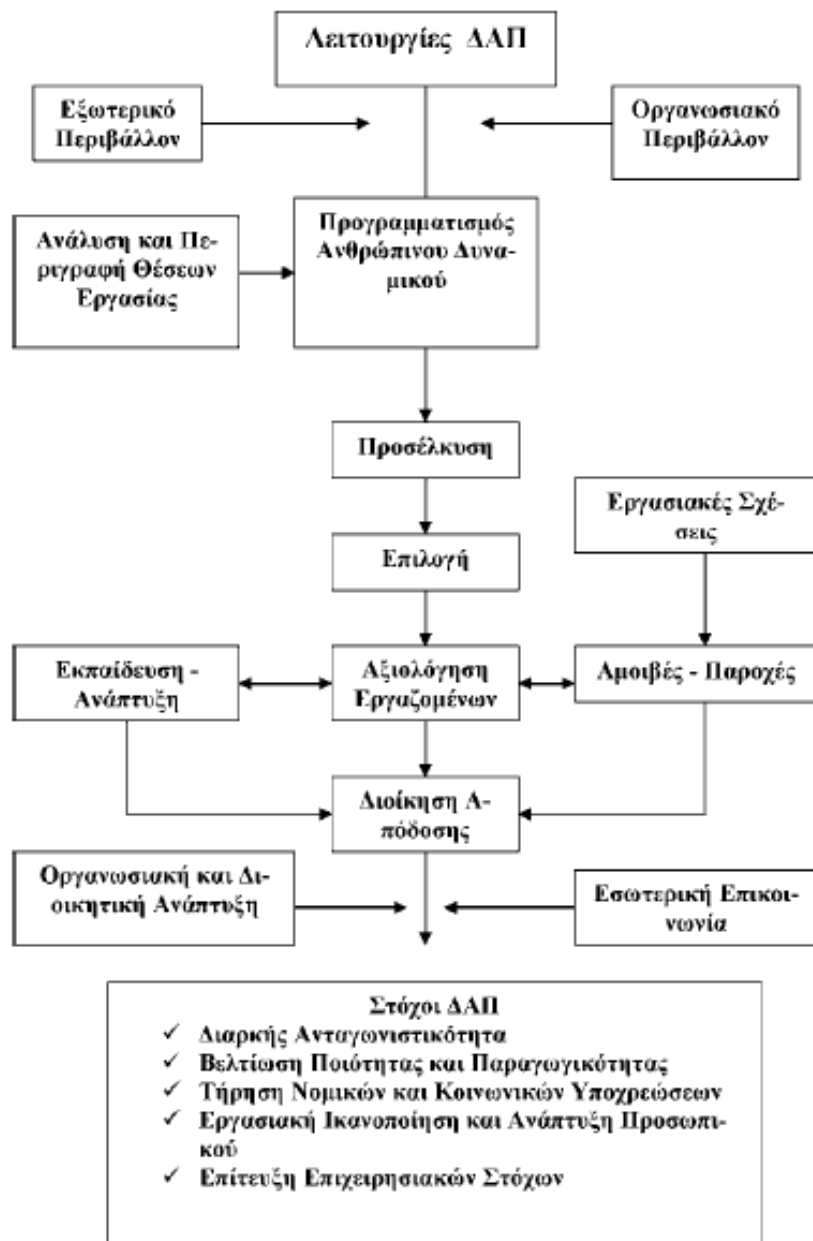 Λειτουργίες ΔΑΠ
Εξωτερικό
Περιβάλλον
Οργανωσιακό
Περιβάλλον
Ανάλυση και Πε-
ριγραφή Θέσεων
Εργασίας
Προγραμματισμός
Ανθρώπινου Δυνα-
μικού
Προσέλκυση
Εργασιακές Σχέ-
σεις
Επιλογή
Εκπαίδευση -
Ανάπτυξη
Αξιολόγηση
Εργαζομένων
Αμοιβές - Παροχές
Διοίκηση Α-
πόδοσης
Οργανωσιακή και Δι-
οικητική Ανάπτυξη
Εσωτερική Επικοι-
νωνία
Στόχοι ΔΑΠ
✓ Διαρκής Ανταγωνιστικότητα
✓ Βελτίωση Ποιότητας και Παραγωγικότητας
✓ Τήρηση Νομικών και Κοινωνικών Υποχρεώσεων
✓ Εργασιακή Ικανοποίηση και Ανάπτυξη Προσωπι-
κού
✓ Επίτευξη Επιχειρησιακών Στόχων